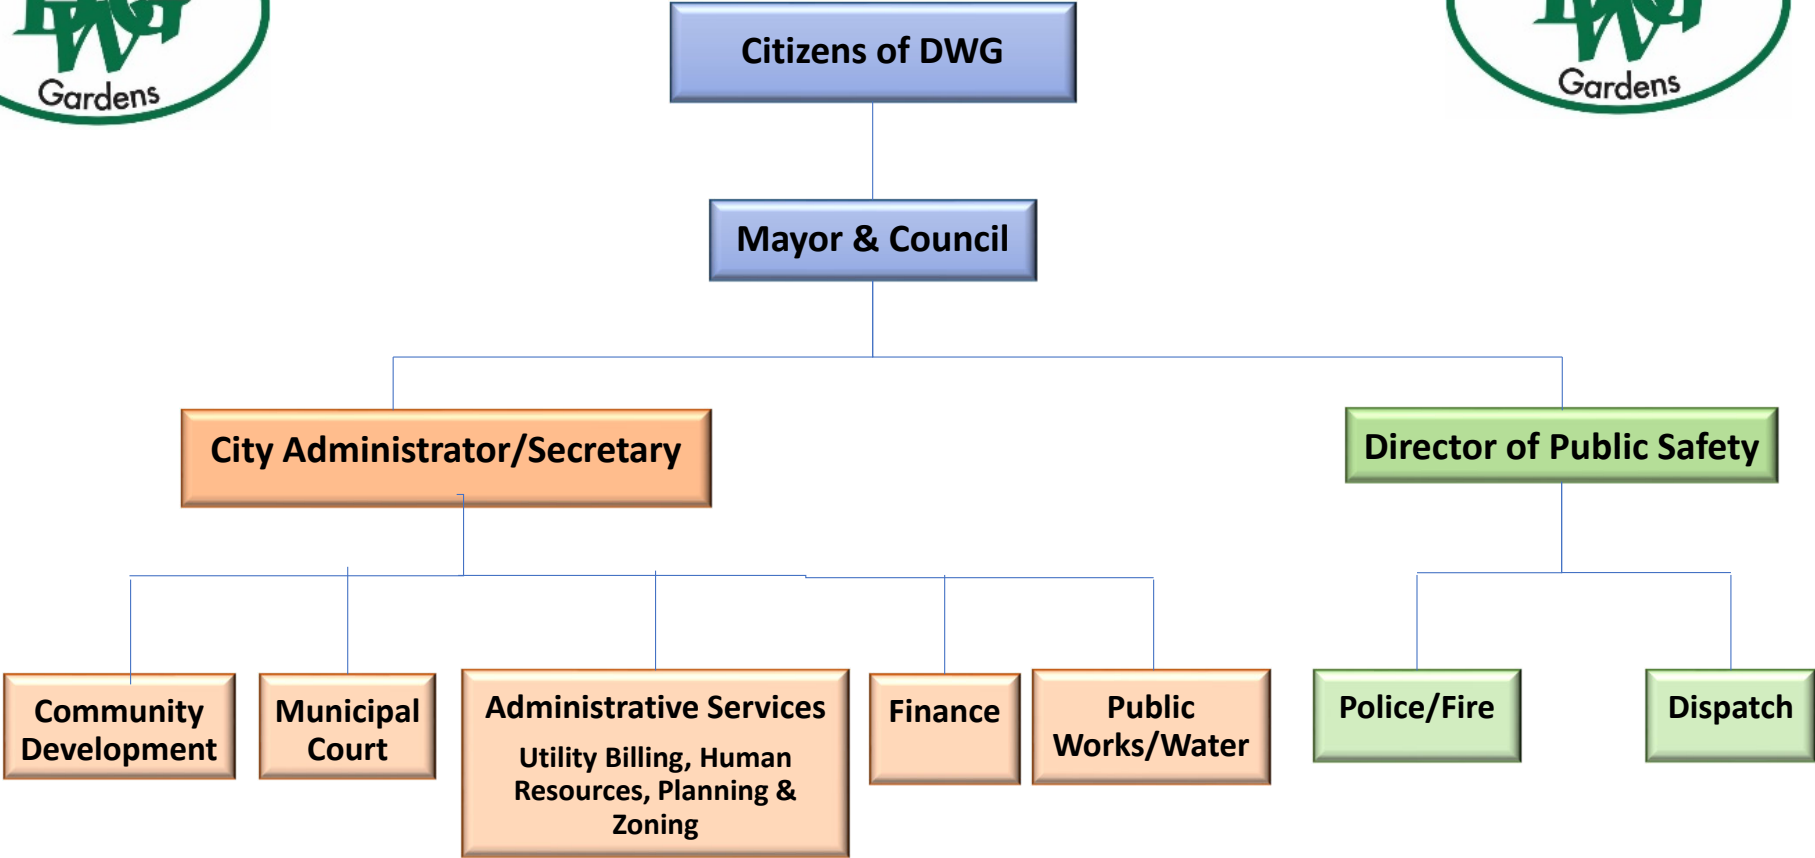 Gardens
Gardens
Citizens of DWG
Mayor & Council
City Administrator/Secretary
Director of Public Safety
Community
Development
Municipal
Court
Administrative Services
Utility Billing, Human
Resources, Planning &
Zoning
Finance
Public
Works/Water
Police/Fire
Dispatch